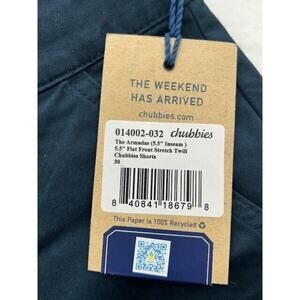 THE WEEKEND
HAS ARRIVED
chubbies.com
014002-032 chubbies
The Armadas (5.5" Inseam )
5.5" Flat Front Stretch Twill
Chubbies Shorts
30
8 40841 18679 8
This Paper is 100% Recycled